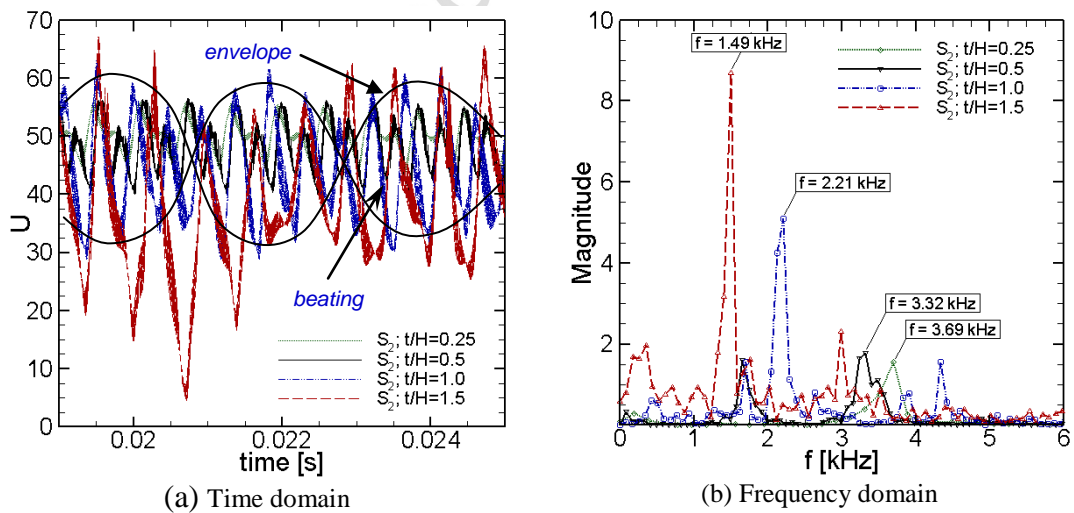 envelope
beating
U
70
60
50
40
30
20
10
0
0.02
0.022
0.024
time [s]
S2; t/H=0.25
S2; t/H=0.5
S2; t/H=1.0
S2; t/H=1.5
(a) Time domain
Magnitude
10
8
6
4
2
0
1
2
3
4
5
6
f [kHz]
f = 1.49 kHz
f = 2.21 kHz
f = 3.32 kHz
f = 3.69 kHz
S2; t/H=0.25
S2; t/H=0.5
S2; t/H=1.0
S2; t/H=1.5
(b) Frequency domain